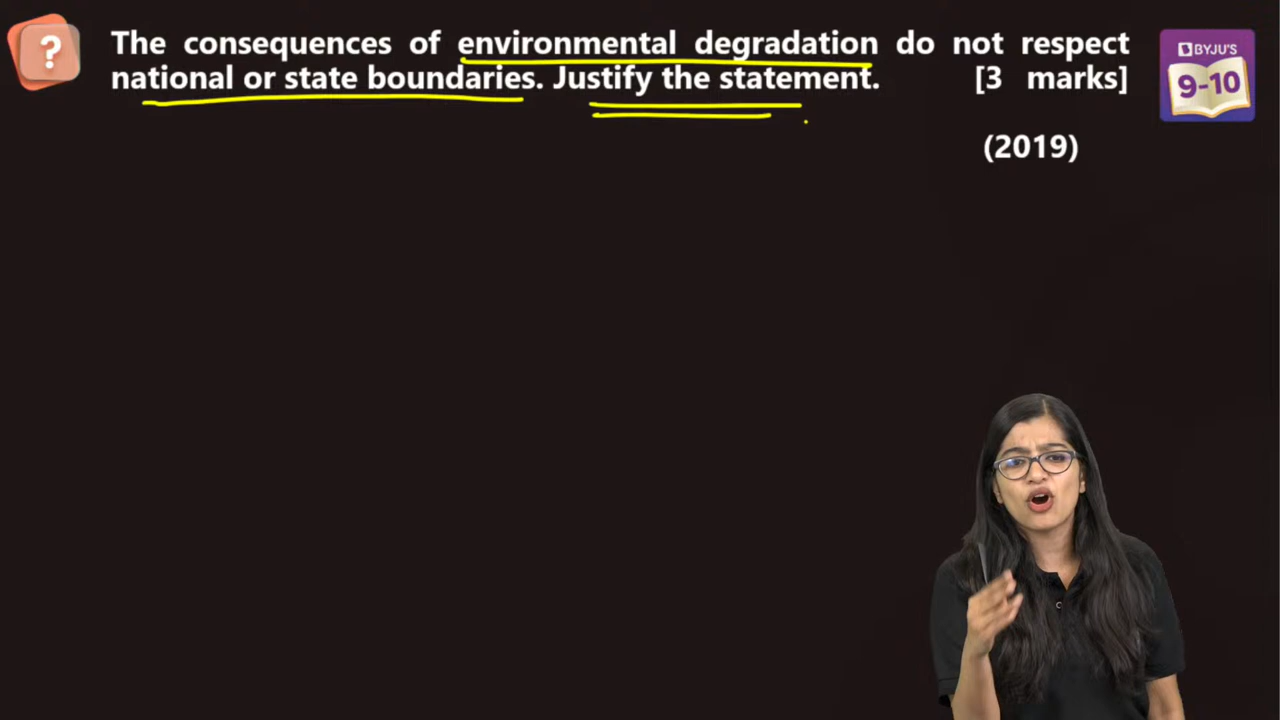 ?
The consequences of environmental degradation do not respect
national or state boundaries. Justify the statement. [3 marks]
(2019)
BYJU'S
9-10